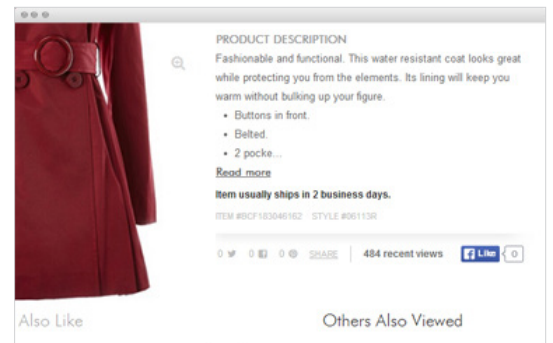 PRODUCT DESCRIPTION
Fashionable and functional. This water resistant coat looks great
while protecting you from the elements. Its lining will keep you
warm without bulking up your figure.
• Buttons in front.
• Belted.
• 2 pocke...
Read more
Item usually ships in 2 business days.
ITEM #BCF183046162 STYLE #06113R
0 0 0 SHARE 484 recent views Like 0
Also Like Others Also Viewed